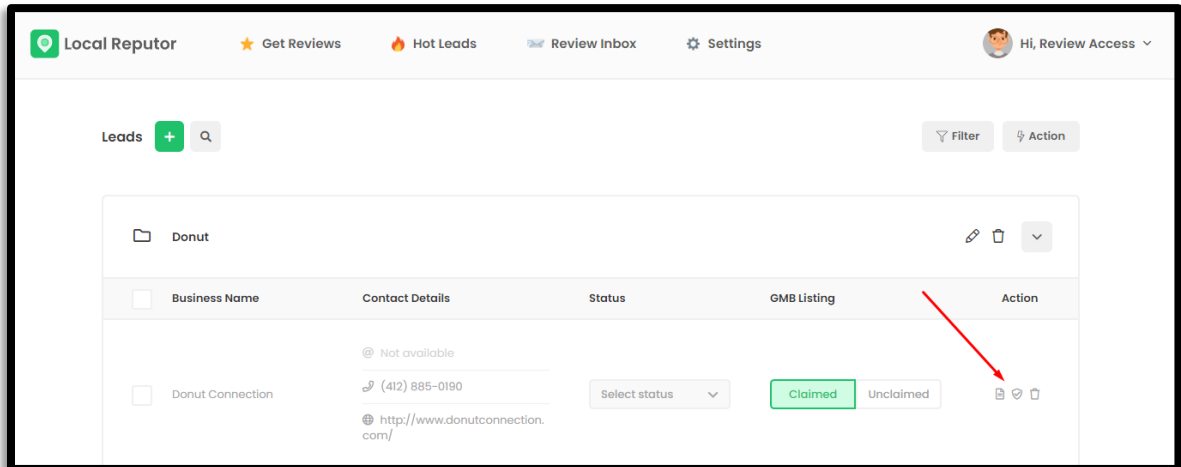 Local Reputor
Get Reviews
Hot Leads
Review Inbox
Settings
Hi, Review Access
Leads
+
Filter
Action
Donut
Business Name
Contact Details
Status
GMB Listing
Action
Donut Connection
@ Not available
(412) 885-0190
http://www.donutconnection.
com/
Select status
Claimed
Unclaimed